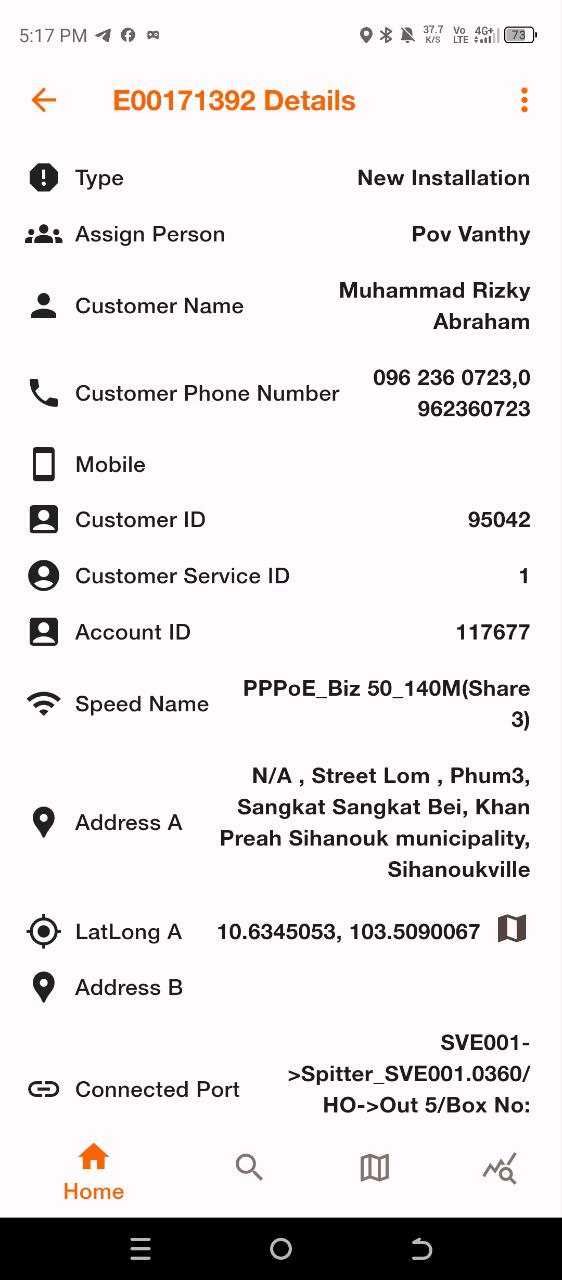 5:17 PM 37.7 K/S Vo LTE 4G+ 73
E00171392 Details
Type New Installation
Assign Person Pov Vanthy
Customer Name Muhammad Rizky
Abraham
Customer Phone Number 096 236 0723,0
962360723
Mobile
Customer ID 95042
Customer Service ID 1
Account ID 117677
Speed Name PPPoE_Biz 50_140M(Share
3)
Address A N/A , Street Lom , Phum3,
Sangkat Sangkat Bei, Khan
Preah Sihanouk municipality,
Sihanoukville
LatLong A 10.6345053, 103.5090067
Address B
Connected Port SVE001-
>Spitter_SVE001.0360/
HO->Out 5/Box No:
Home